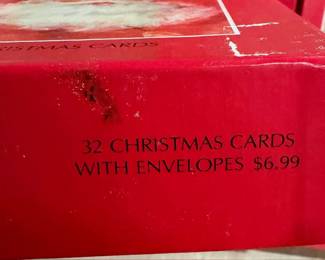 CHRISTMAS CARDS
32 CHRISTMAS CARDS
WITH ENVELOPES $6.99